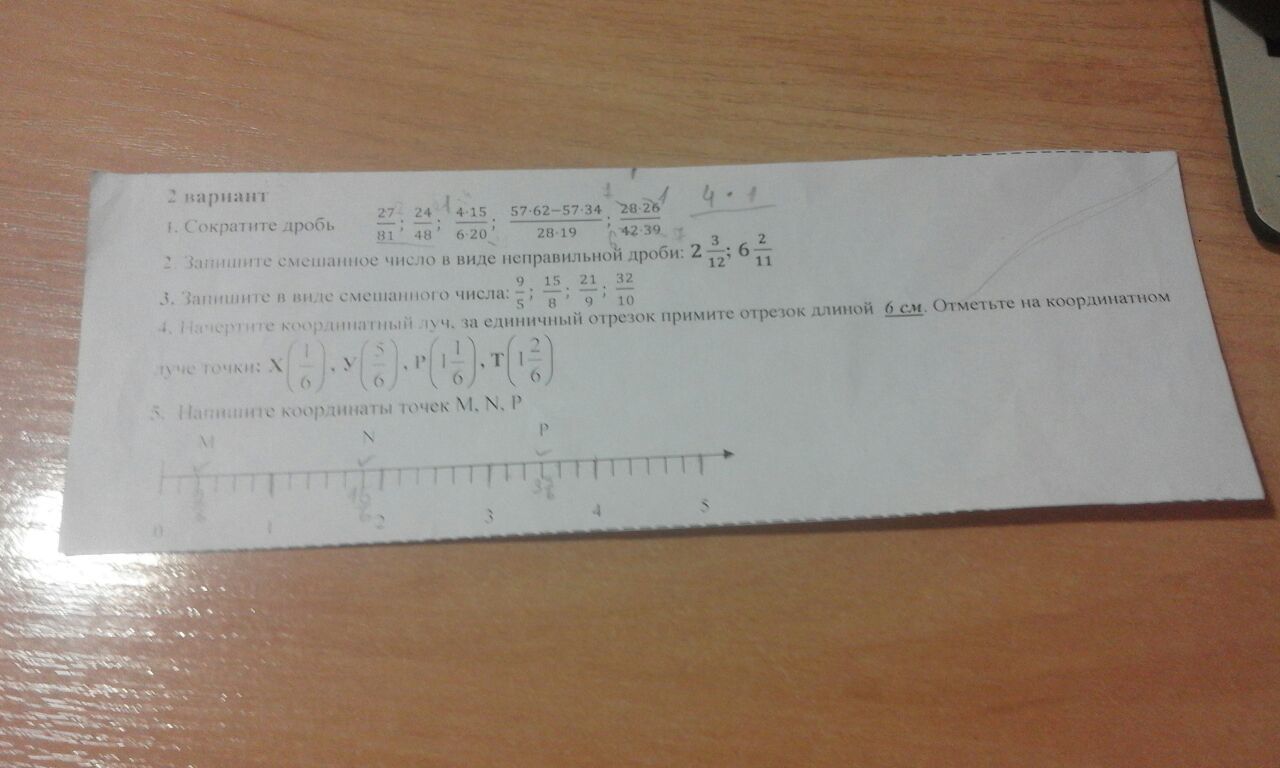 2 вариант
1. Сократите дробь 27/81; 24/48; 4·15/6·20; 57·62−57·34/28·19; 28·26/42·39 4 · 1
2. Запишите смешанное число в виде неправильной дроби: 2 3/12; 6 2/11
3. Запишите в виде смешанного числа: 9/5; 15/8; 21/9; 32/10
4. Начертите координатный луч, за единичный отрезок примите отрезок длиной 6 см. Отметьте на координатном
луче точки: X(1/6), У(5/6), Р(1 1/6), Т(1 2/6)
5. Напишите координаты точек M, N, P
M N P
0 1 2 3 4 5